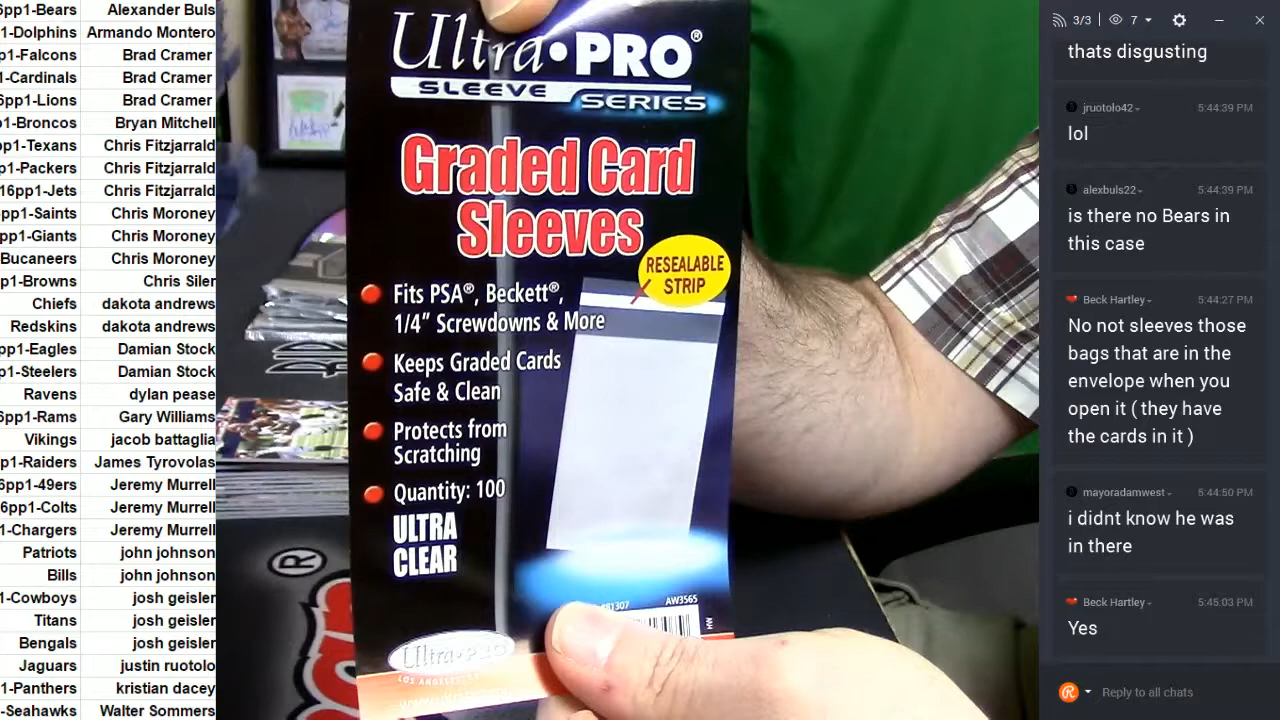 6pp1-Bears Alexander Buls
1-Dolphins Armando Montero
pp1-Falcons Brad Cramer
1-Cardinals Brad Cramer
6pp1-Lions Brad Cramer
p1-Broncos Bryan Mitchell
pp1-Texans Chris Fitzjarrald
p1-Packers Chris Fitzjarrald
16pp1-Jets Chris Fitzjarrald
pp1-Saints Chris Moroney
pp1-Giants Chris Moroney
Bucaneers Chris Moroney
p1-Browns Chris Siler
Chiefs dakota andrews
Redskins dakota andrews
pp1-Eagles Damian Stock
p1-Steelers Damian Stock
Ravens dylan pease
6pp1-Rams Gary Williams
Vikings jacob battaglia
p1-Raiders James Tyrovolas
6pp1-49ers Jeremy Murrell
6pp1-Colts Jeremy Murrell
1-Chargers Jeremy Murrell
Patriots john johnson
Bills john johnson
1-Cowboys josh geisler
Titans josh geisler
Bengals josh geisler
Jaguars justin ruotolo
1-Panthers kristian dacey
-Seahawks Walter Sommers
Ultra•PRO®
SLEEVE SERIES
Graded Card
Sleeves
RESEALABLE
STRIP
Fits PSA®, Beckett®,
1/4" Screwdowns & More
Keeps Graded Cards
Safe & Clean
Protects from
Scratching
Quantity: 100
ULTRA
CLEAR
81307 AW3565
Ultra•PRO
LOS ANGELES
®
3/3 7
thats disgusting
jruotolo42 5:44:39 PM
lol
alexbuls22 5:44:39 PM
is there no Bears in
this case
Beck Hartley 5:44:27 PM
No not sleeves those
bags that are in the
envelope when you
open it ( they have
the cards in it )
mayoradamwest 5:44:50 PM
i didnt know he was
in there
Beck Hartley 5:45:03 PM
Yes
Reply to all chats